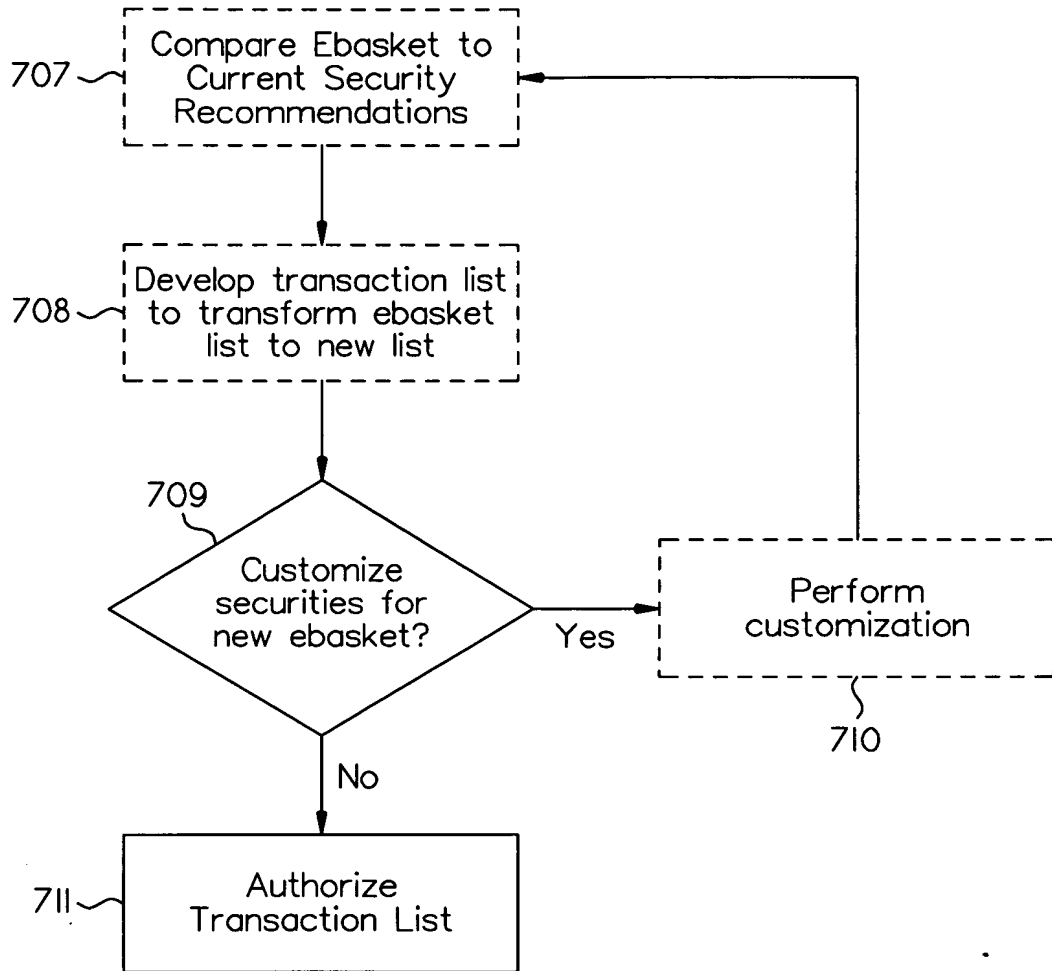 707
Compare Ebasket to
Current Security
Recommendations
708
Develop transaction list
to transform ebasket
list to new list
709
Customize
securities for
new ebasket?
Yes
Perform
customization
710
No
711
Authorize
Transaction List